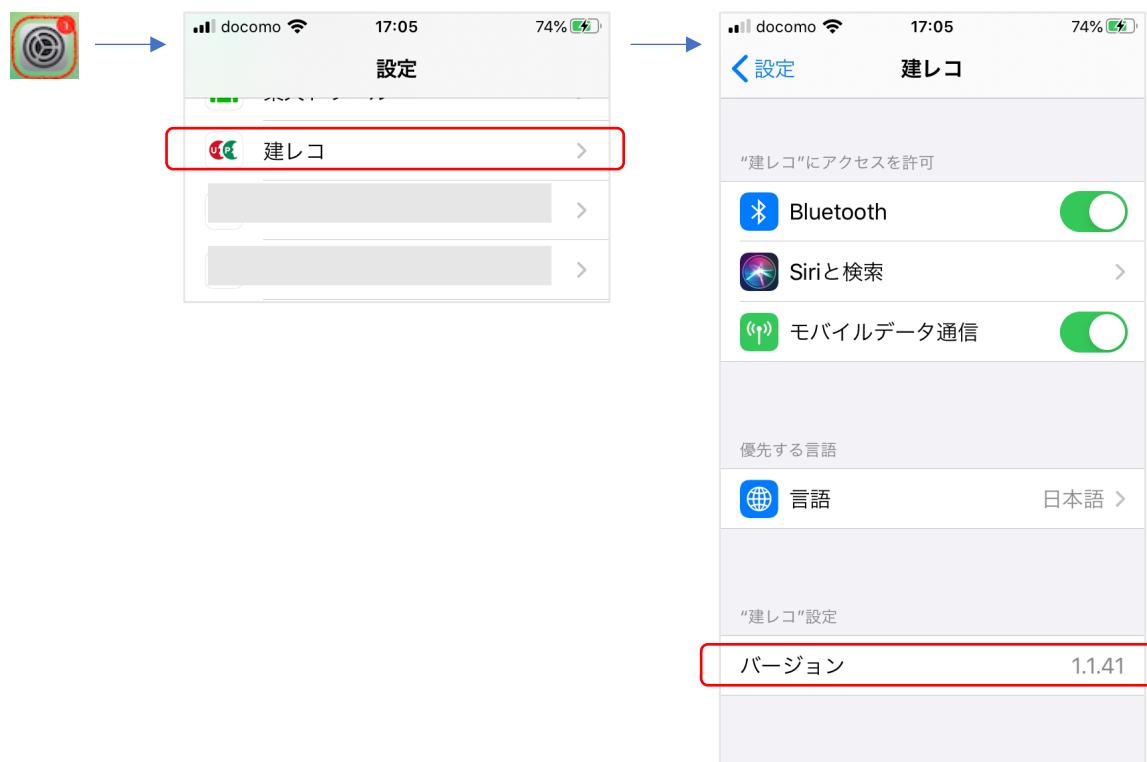 docomo 17:05 74%
設定
建レコ
docomo 17:05 74%
設定 建レコ
“建レコ”にアクセスを許可
Bluetooth
Siriと検索
モバイルデータ通信
優先する言語
言語 日本語
“建レコ”設定
バージョン 1.1.41